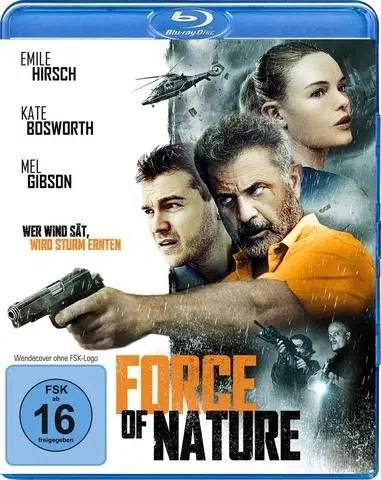 Blu-ray Disc
EMILE
HIRSCH
KATE
BOSWORTH
MEL
GIBSON
WER WIND SÄT,
WIRD STURM ERNTEN
Wendecover ohne FSK-Logo
FSK
ab
16
freigegeben
FORCE
OF NATURE